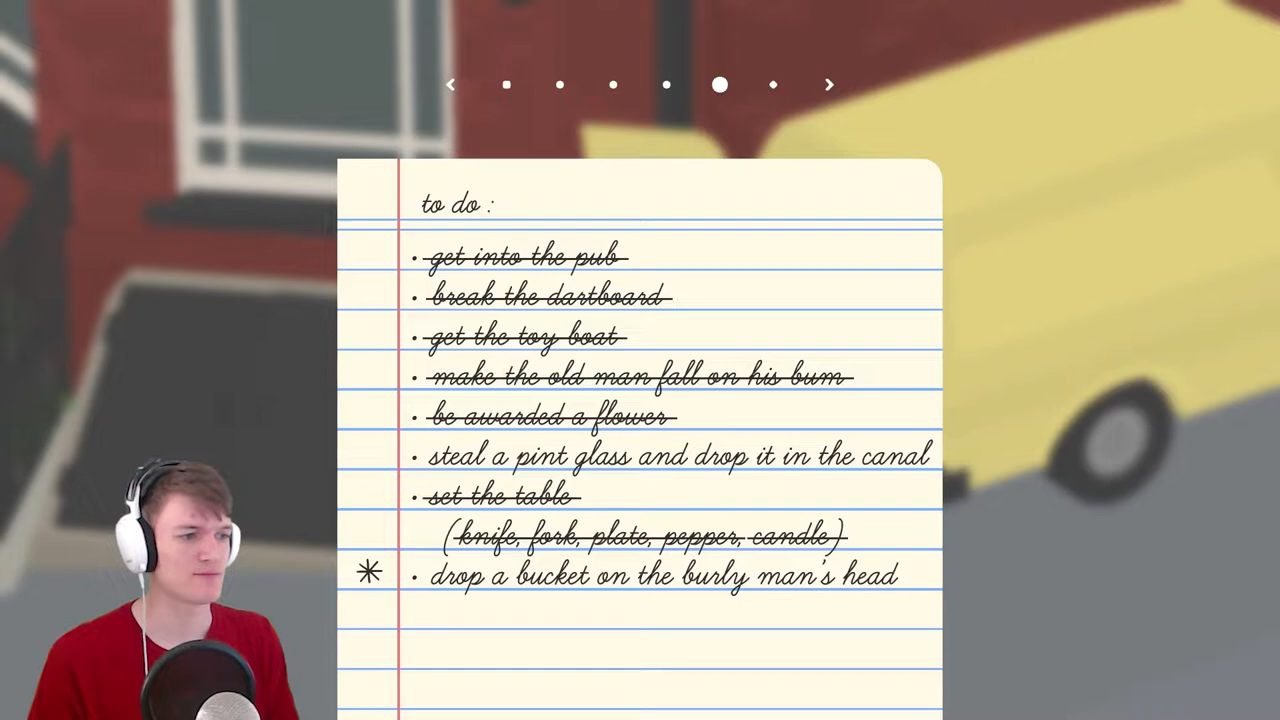 to do :
• get into the pub
• break the dartboard
• get the toy boat
• make the old man fall on his bum
• be awarded a flower
• steal a pint glass and drop it in the canal
• set the table
(knife, fork, plate, pepper, candle)
• drop a bucket on the burly man's head